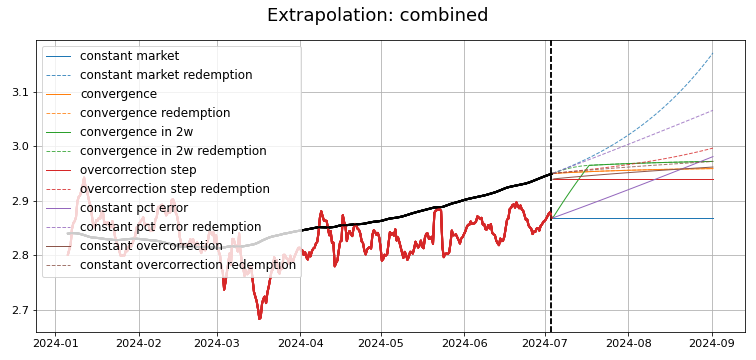 Extrapolation: combined
constant market
constant market redemption
convergence
convergence redemption
convergence in 2w
convergence in 2w redemption
overcorrection step
overcorrection step redemption
constant pct error
constant pct error redemption
constant overcorrection
constant overcorrection redemption
3.1
3.0
2.9
2.8
2.7
2024-01 2024-02 2024-03 2024-04 2024-05 2024-06 2024-07 2024-08 2024-09